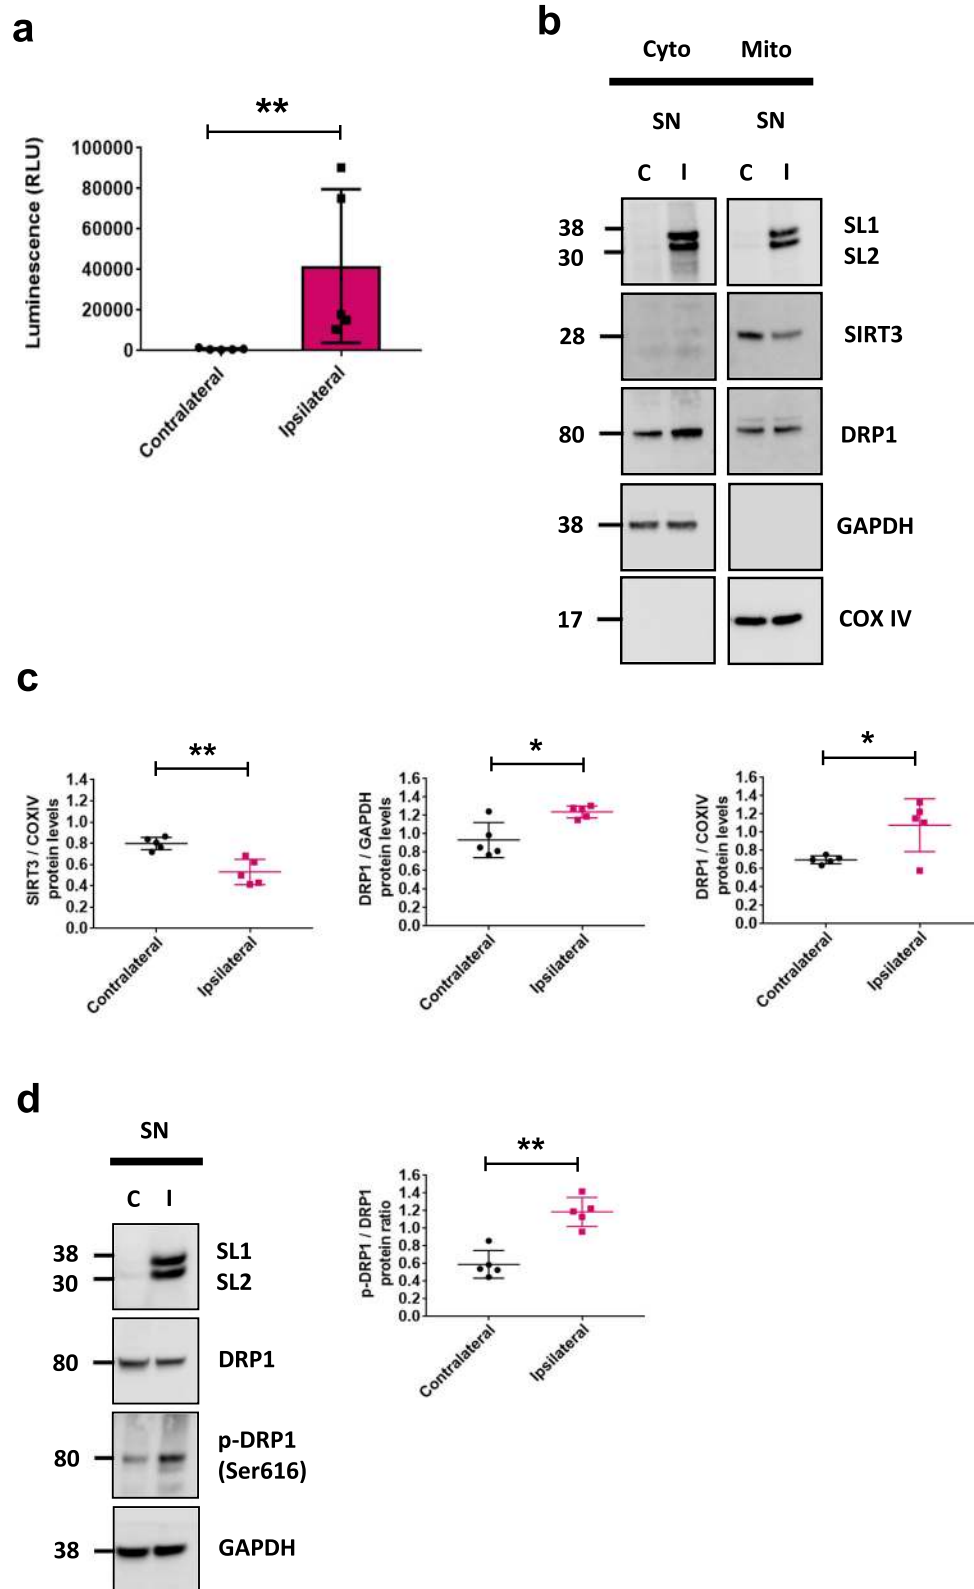 a
**
Luminescence (RLU)
100000
80000
60000
40000
20000
0
Contralateral
Ipsilateral
b
Cyto Mito
SN SN
C I C I
38
30
SL1
SL2
28 SIRT3
80 DRP1
38 GAPDH
17 COX IV
c
**
SIRT3 / COXIV
protein levels
1.4
1.2
1.0
0.8
0.6
0.4
0.2
0.0
Contralateral
Ipsilateral
*
DRP1 / GAPDH
protein levels
1.6
1.4
1.2
1.0
0.8
0.6
0.4
0.2
0.0
Contralateral
Ipsilateral
*
DRP1 / COXIV
protein levels
1.6
1.4
1.2
1.0
0.8
0.6
0.4
0.2
0.0
Contralateral
Ipsilateral
d
SN
C I
38
30
SL1
SL2
80 DRP1
80
p-DRP1
(Ser616)
38 GAPDH
**
p-DRP1 / DRP1
protein ratio
1.6
1.4
1.2
1.0
0.8
0.6
0.4
0.2
0.0
Contralateral
Ipsilateral